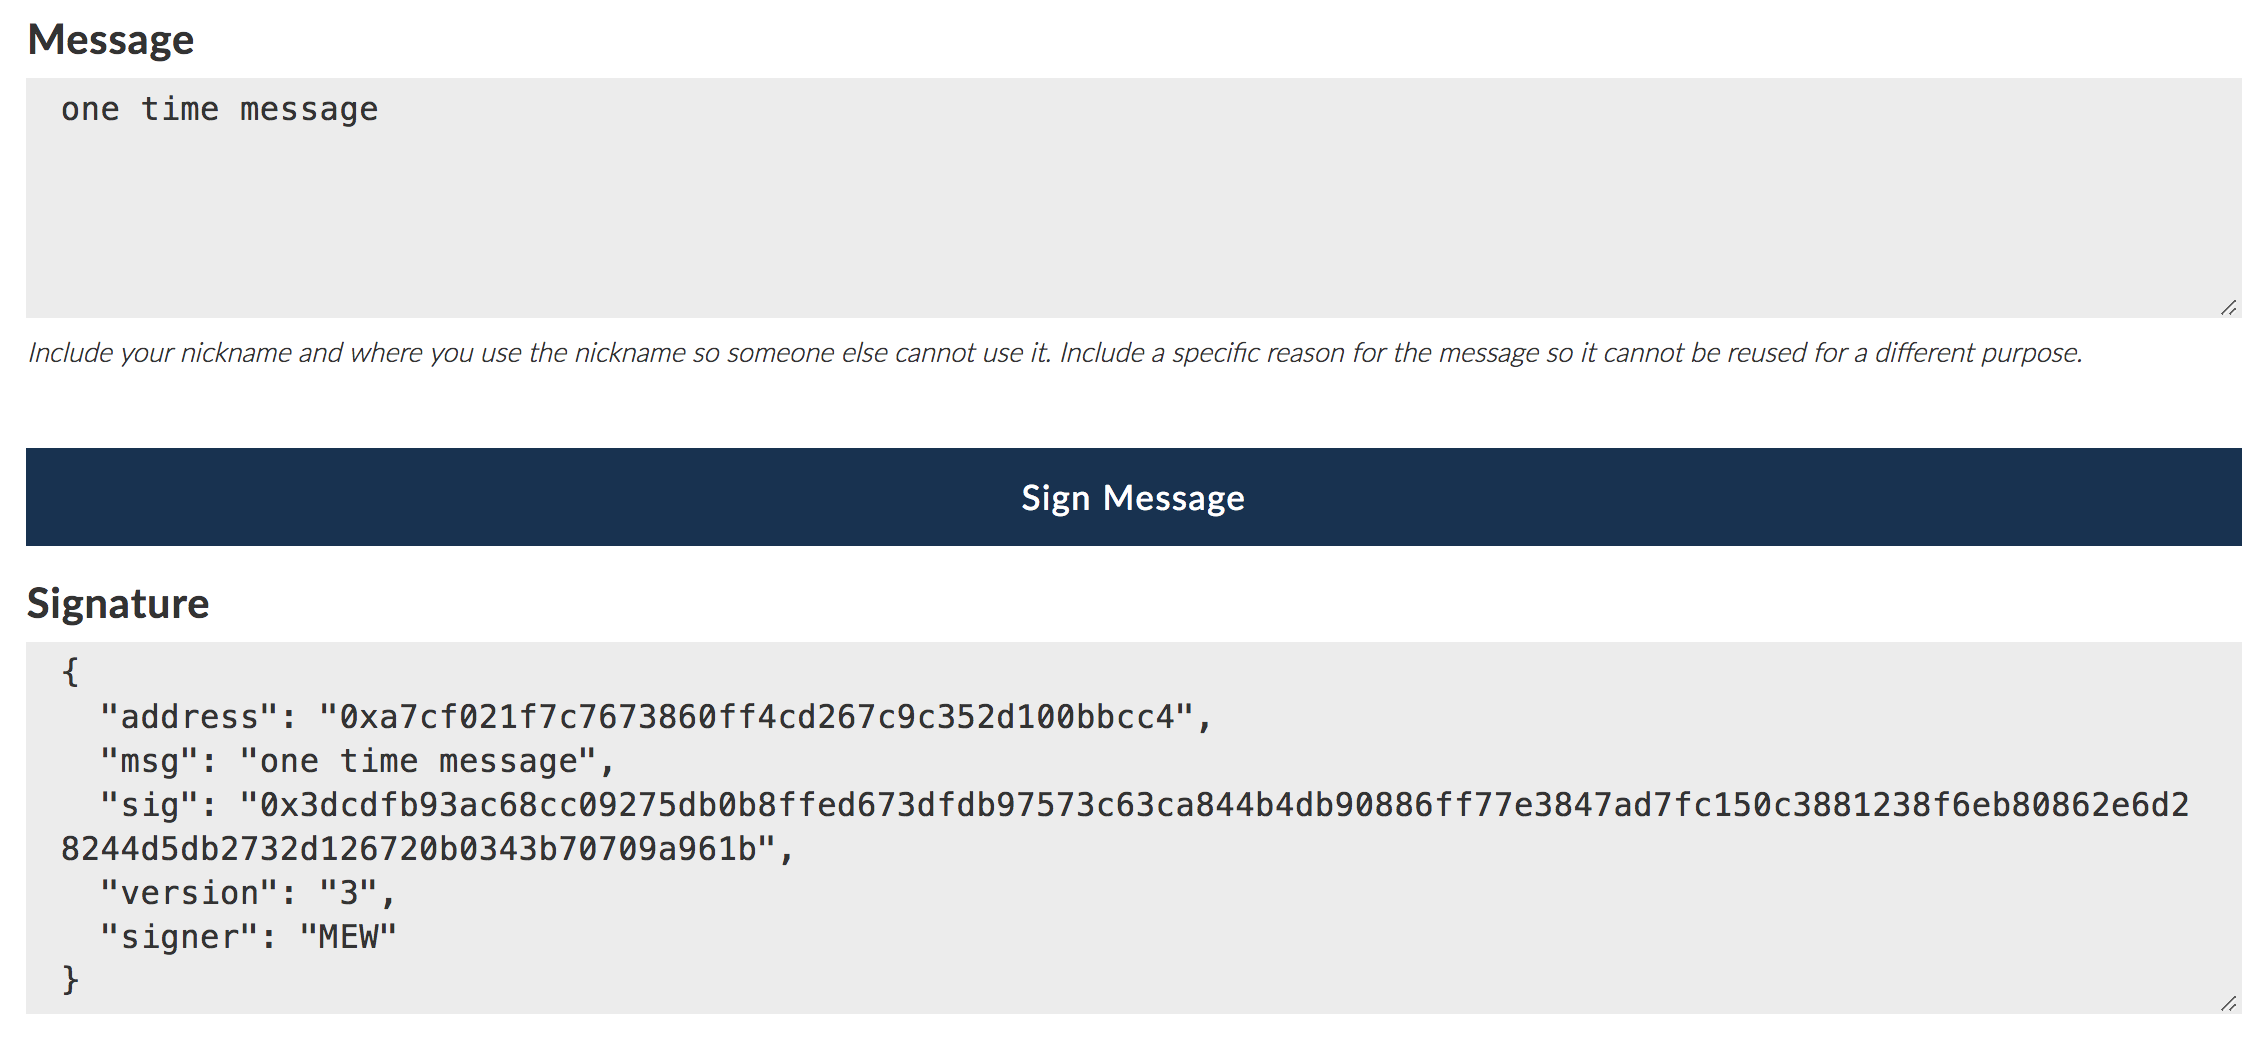 Message
one time message
Include your nickname and where you use the nickname so someone else cannot use it. Include a specific reason for the message so it cannot be reused for a different purpose.
Sign Message
Signature
{
  "address": "0xa7cf021f7c7673860ff4cd267c9c352d100bbcc4",
  "msg": "one time message",
  "sig": "0x3dcdfb93ac68cc09275db0b8ffed673dfdb97573c63ca844b4db90886ff77e3847ad7fc150c3881238f6eb80862e6d2
8244d5db2732d126720b0343b70709a961b",
  "version": "3",
  "signer": "MEW"
}